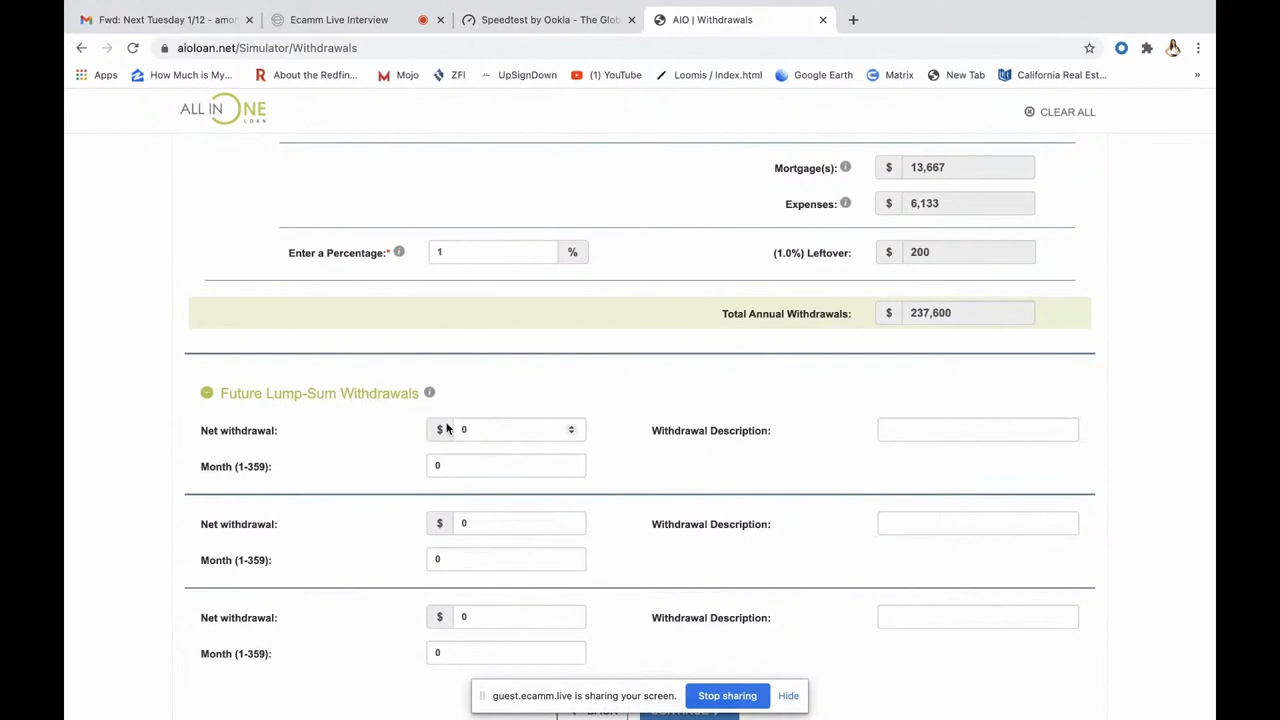 Fwd: Next Tuesday 1/12 - amor
Ecamm Live Interview
Speedtest by Ookla - The Glob
AIO | Withdrawals
aioloan.net/Simulator/Withdrawals
Apps
How Much is My...
About the Redfin...
Mojo
ZFI
UpSignDown
(1) YouTube
Loomis / Index.html
Google Earth
Matrix
New Tab
California Real Est...
»
ALL IN ONE LOAN
CLEAR ALL
Mortgage(s): $ 13,667
Expenses: $ 6,133
Enter a Percentage:* 1 % (1.0%) Leftover: $ 200
Total Annual Withdrawals: $ 237,600
Future Lump-Sum Withdrawals
Net withdrawal: $ 0 Withdrawal Description:
Month (1-359): 0
Net withdrawal: $ 0 Withdrawal Description:
Month (1-359): 0
Net withdrawal: $ 0 Withdrawal Description:
Month (1-359): 0
guest.ecamm.live is sharing your screen. Stop sharing Hide